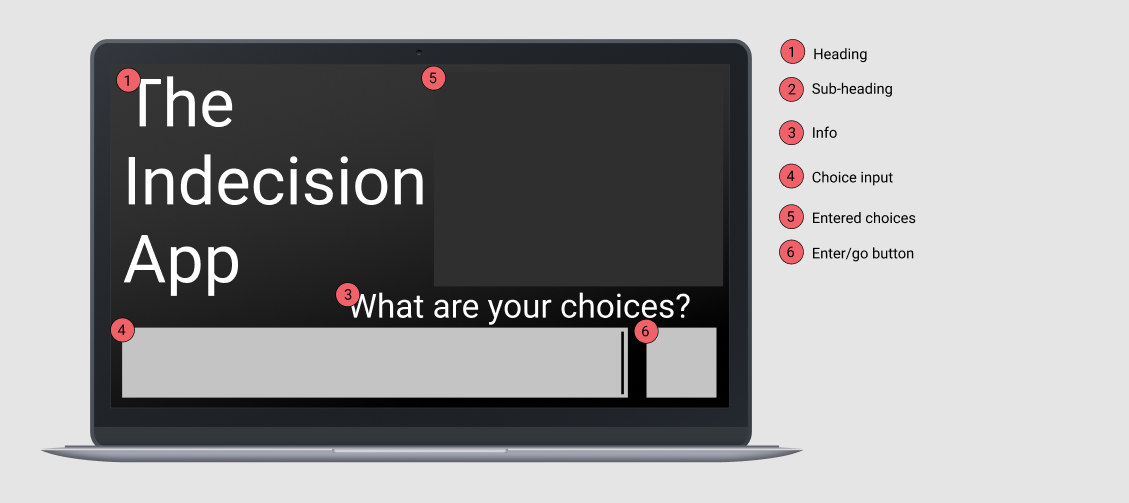 1 The
Indecision
App
5
3 What are your choices?
4
6
1 Heading
2 Sub-heading
3 Info
4 Choice input
5 Entered choices
6 Enter/go button